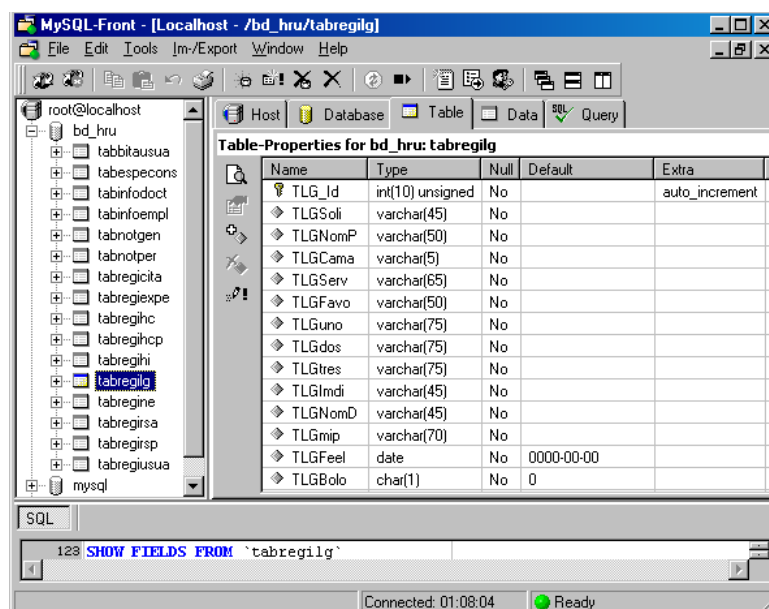 MySQL-Front - [Localhost - /bd_hru/tabregilg]
File Edit Tools Im-/Export Window Help
root@localhost
bd_hru
tabbitausua
tabespecons
tabinfodoct
tabinfoempl
tabnotgen
tabnotper
tabregicita
tabregiexpe
tabregihc
tabregihcp
tabregihi
tabregilg
tabregine
tabregirsa
tabregirsp
tabregiusua
mysql
Host Database Table Data SQL Query
Table-Properties for bd_hru: tabregilg
Name Type Null Default Extra
TLG_Id int(10) unsigned No auto_increment
TLGSoli varchar(45) No
TLGNomP varchar(50) No
TLGCama varchar(5) No
TLGServ varchar(65) No
TLGFavo varchar(50) No
TLGuno varchar(75) No
TLGdos varchar(75) No
TLGtres varchar(75) No
TLGImdi varchar(45) No
TLGNomD varchar(45) No
TLGmip varchar(70) No
TLGFeel date No 0000-00-00
TLGBolo char(1) No 0
SQL
123 SHOW FIELDS FROM `tabregilg`
Connected: 01:08:04 Ready